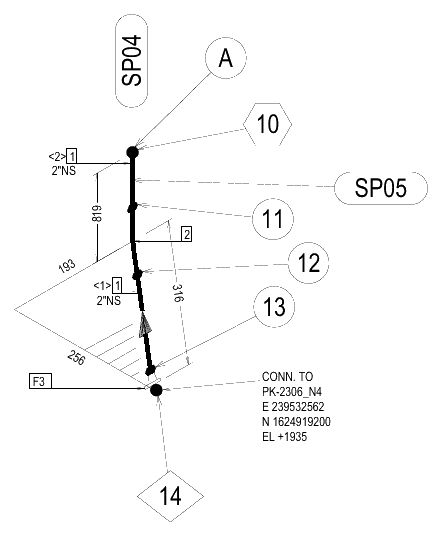 SP04
A
10
<2> 1
2"NS
SP05
819
11
2
193
12
<1> 1
2"NS
316
13
256
F3
CONN. TO
PK-2306_N4
E 239532562
N 1624919200
EL +1935
14